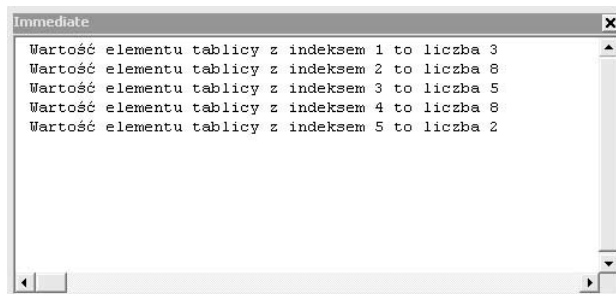 Immediate
Wartość elementu tablicy z indeksem 1 to liczba 3
Wartość elementu tablicy z indeksem 2 to liczba 8
Wartość elementu tablicy z indeksem 3 to liczba 5
Wartość elementu tablicy z indeksem 4 to liczba 8
Wartość elementu tablicy z indeksem 5 to liczba 2